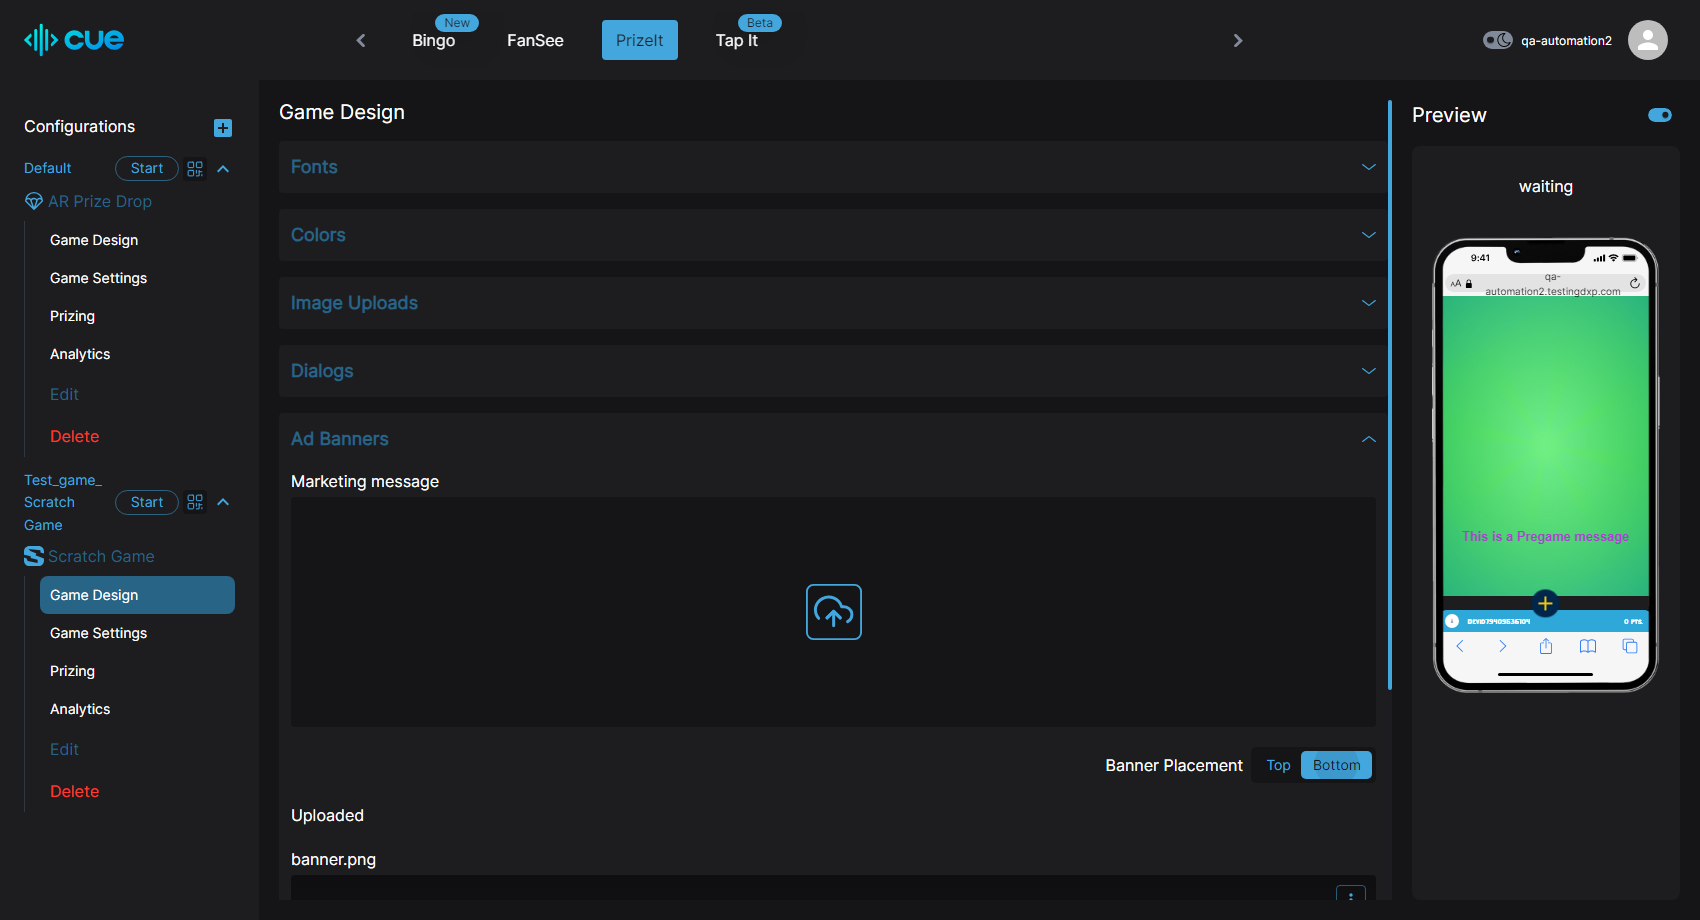 cue
New
Bingo
FanSee
PrizeIt
Beta
Tap It
qa-automation2
Configurations
Default
Start
AR Prize Drop
Game Design
Game Settings
Prizing
Analytics
Edit
Delete
Test_game_
Scratch
Game
Start
Scratch Game
Game Design
Game Settings
Prizing
Analytics
Edit
Delete
Game Design
Fonts
Colors
Image Uploads
Dialogs
Ad Banners
Marketing message
Banner Placement
Top
Bottom
Uploaded
banner.png
Preview
waiting
9:41
AA
qa-
automation2.testingdxp.com
This is a Pregame message
0 PTS.